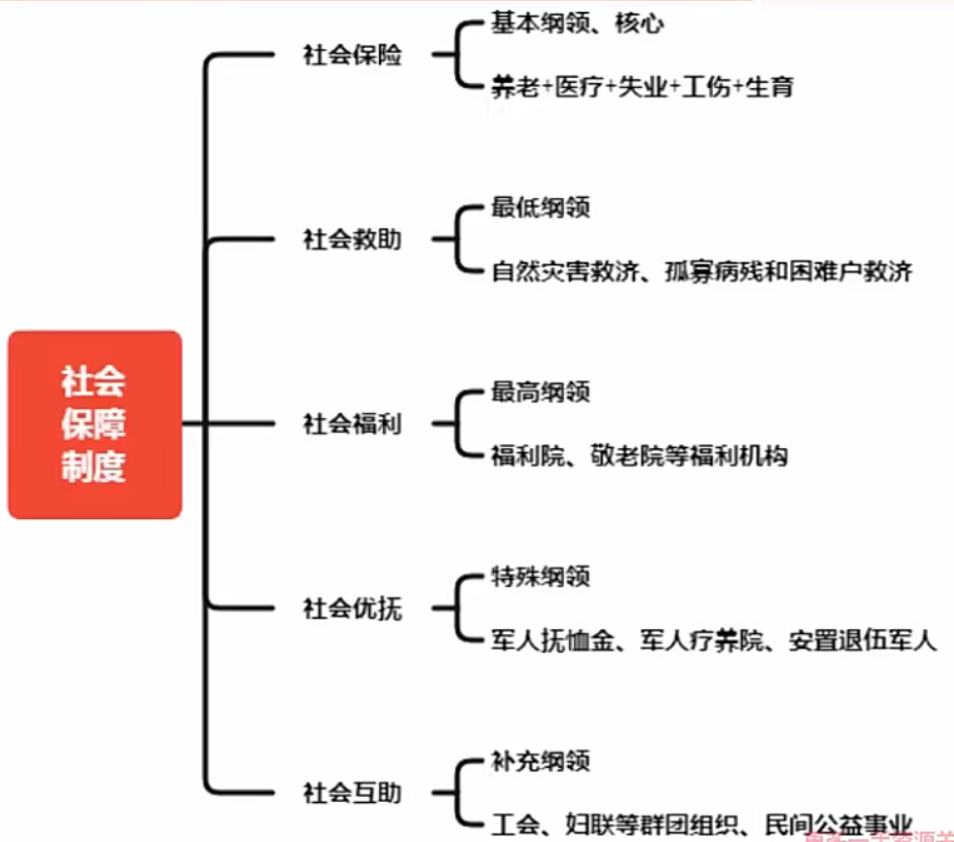 社会保险
基本纲领、核心
养老+医疗+失业+工伤+生育
社会救助
最低纲领
自然灾害救济、孤寡病残和困难户救济
社会
保障
制度
社会福利
最高纲领
福利院、敬老院等福利机构
社会优抚
特殊纲领
军人抚恤金、军人疗养院、安置退伍军人
社会互助
补充纲领
工会、妇联等群团组织、民间公益事业